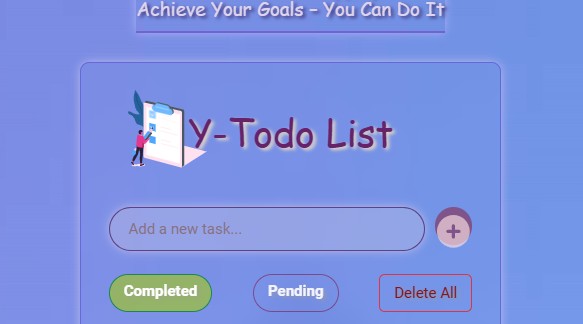 Achieve Your Goals – You Can Do It
Y-Todo List
Add a new task...
+
Completed
Pending
Delete All